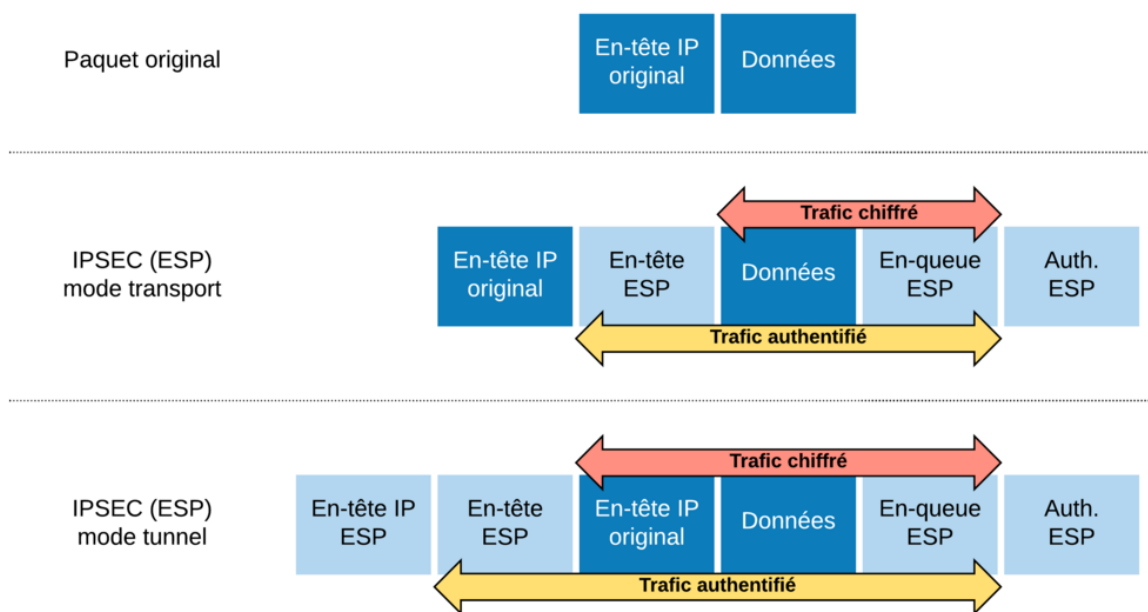 Paquet original
En-tête IP
original
Données
Trafic chiffré
IPSEC (ESP)
mode transport
En-tête IP
original
En-tête
ESP
Données
En-queue
ESP
Auth.
ESP
Trafic authentifié
Trafic chiffré
IPSEC (ESP)
mode tunnel
En-tête IP
ESP
En-tête
ESP
En-tête IP
original
Données
En-queue
ESP
Auth.
ESP
Trafic authentifié